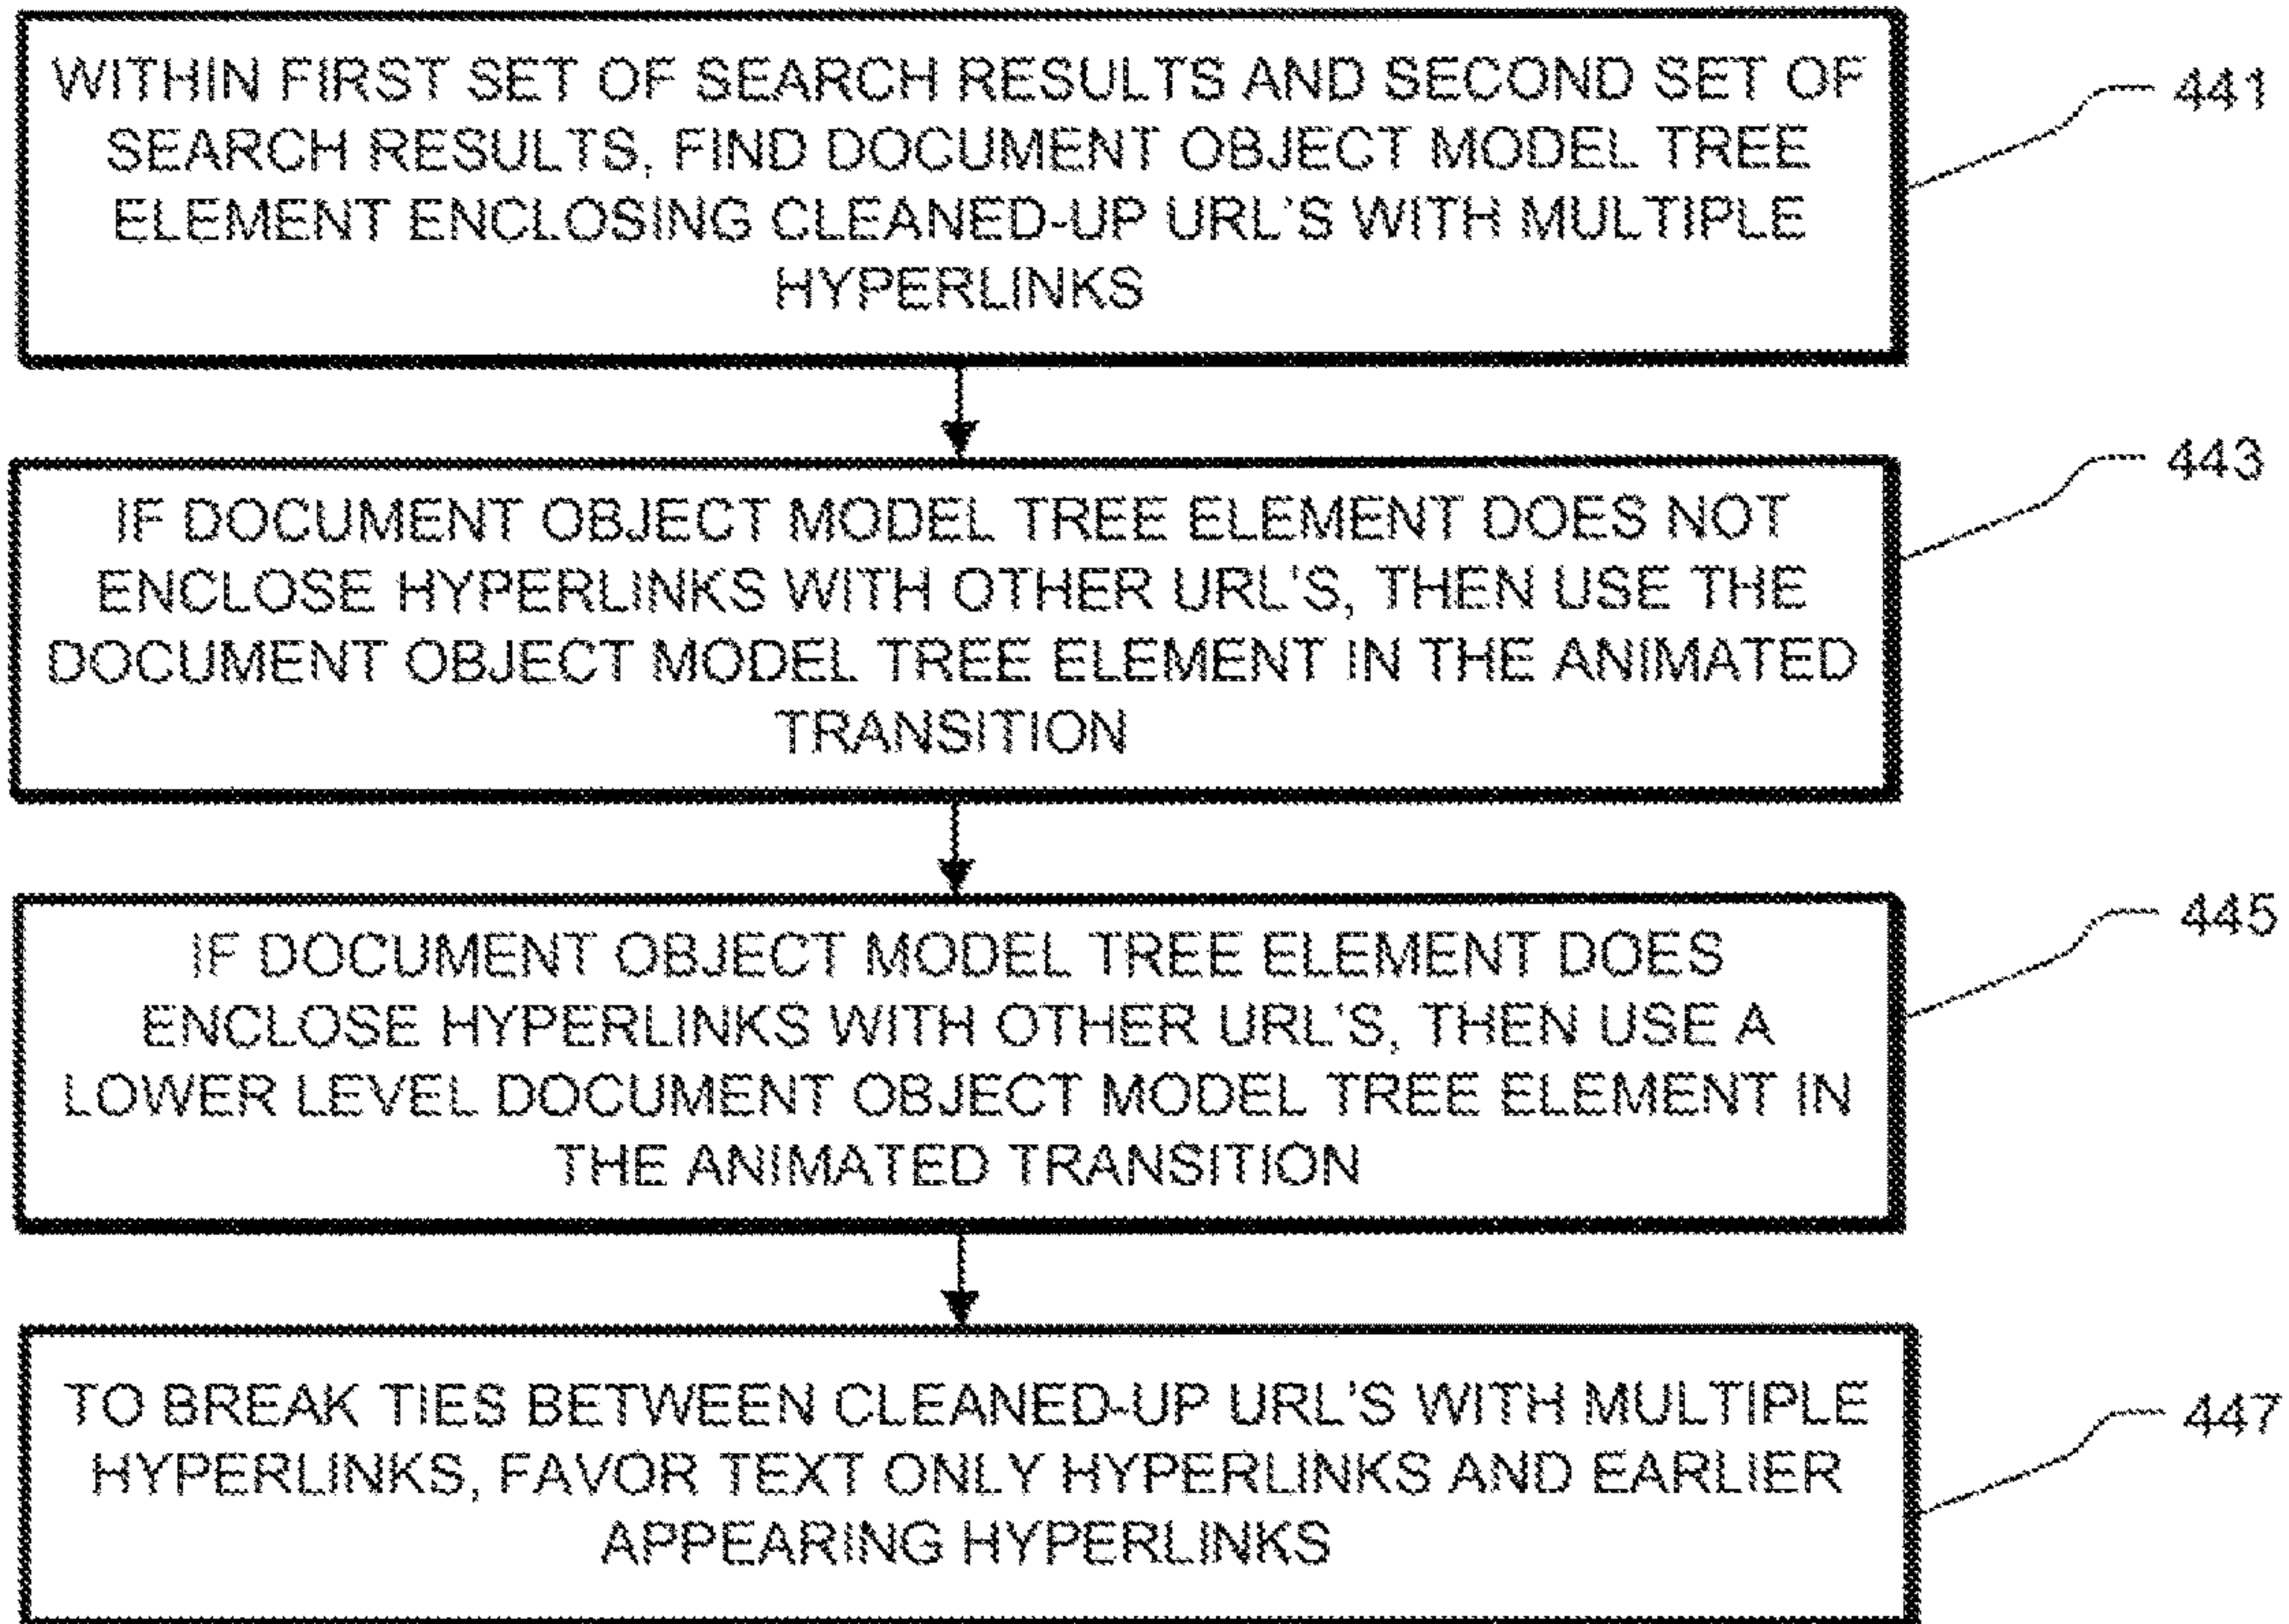 WITHIN FIRST SET OF SEARCH RESULTS AND SECOND SET OF
SEARCH RESULTS, FIND DOCUMENT OBJECT MODEL TREE
ELEMENT ENCLOSING CLEANED-UP URL'S WITH MULTIPLE
HYPERLINKS
441
IF DOCUMENT OBJECT MODEL TREE ELEMENT DOES NOT
ENCLOSE HYPERLINKS WITH OTHER URL'S, THEN USE THE
DOCUMENT OBJECT MODEL TREE ELEMENT IN THE ANIMATED
TRANSITION
443
IF DOCUMENT OBJECT MODEL TREE ELEMENT DOES
ENCLOSE HYPERLINKS WITH OTHER URL'S, THEN USE A
LOWER LEVEL DOCUMENT OBJECT MODEL TREE ELEMENT IN
THE ANIMATED TRANSITION
445
TO BREAK TIES BETWEEN CLEANED-UP URL'S WITH MULTIPLE
HYPERLINKS, FAVOR TEXT ONLY HYPERLINKS AND EARLIER
APPEARING HYPERLINKS
447